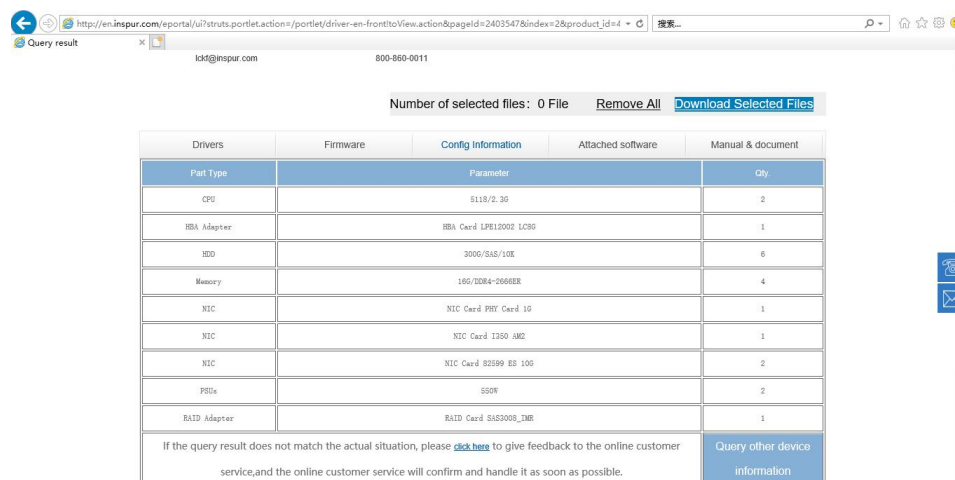 http://en.inspur.com/eportal/ui?struts.portlet.action=/portlet/driver-en-front!toView.action&pageId=2403547&index=2&product_id=4 搜索...
Query result
lckf@inspur.com 800-860-0011
Number of selected files: 0 File Remove All Download Selected Files
Drivers Firmware Config Information Attached software Manual & document
Part Type Parameter Qty.
CPU 5118/2.3G 2
HBA Adapter HBA Card LPE12002 LC8G 1
HDD 300G/SAS/10K 6
Memory 16G/DDR4-2666ER 4
NIC NIC Card PHY Card 1G 1
NIC NIC Card I350 AM2 1
NIC NIC Card 82599 ES 10G 2
PSUs 550W 2
RAID Adapter RAID Card SAS3008_IMR 1
If the query result does not match the actual situation, please click here to give feedback to the online customer
service,and the online customer service will confirm and handle it as soon as possible.
Query other device
information